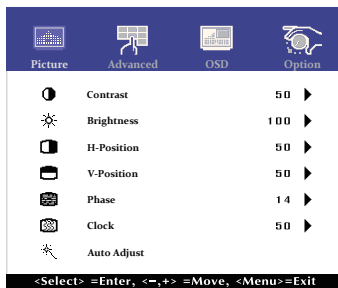 Picture Advanced OSD Option
Contrast 50
Brightness 100
H-Position 50
V-Position 50
Phase 14
Clock 50
Auto Adjust
<Select> =Enter, <−,+> =Move, <Menu>=Exit